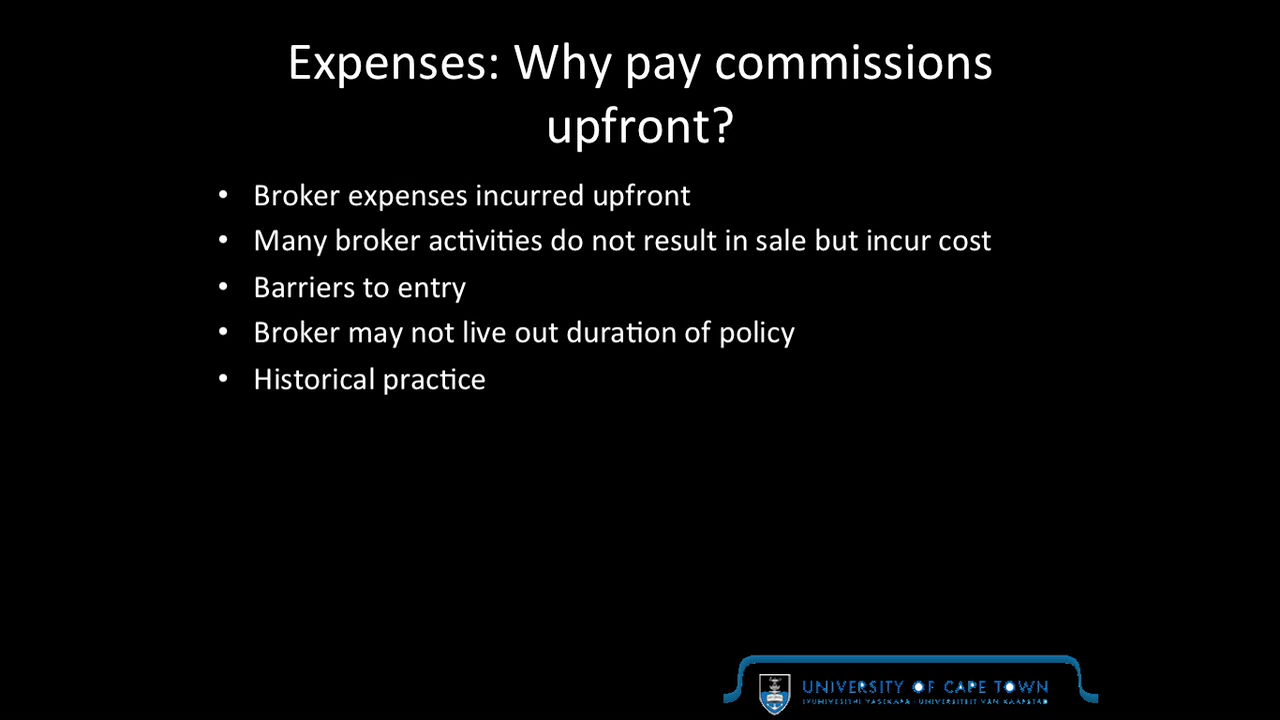 Expenses: Why pay commissions
upfront?
• Broker expenses incurred upfront
• Many broker activities do not result in sale but incur cost
• Barriers to entry
• Broker may not live out duration of policy
• Historical practice
UNIVERSITY OF CAPE TOWN